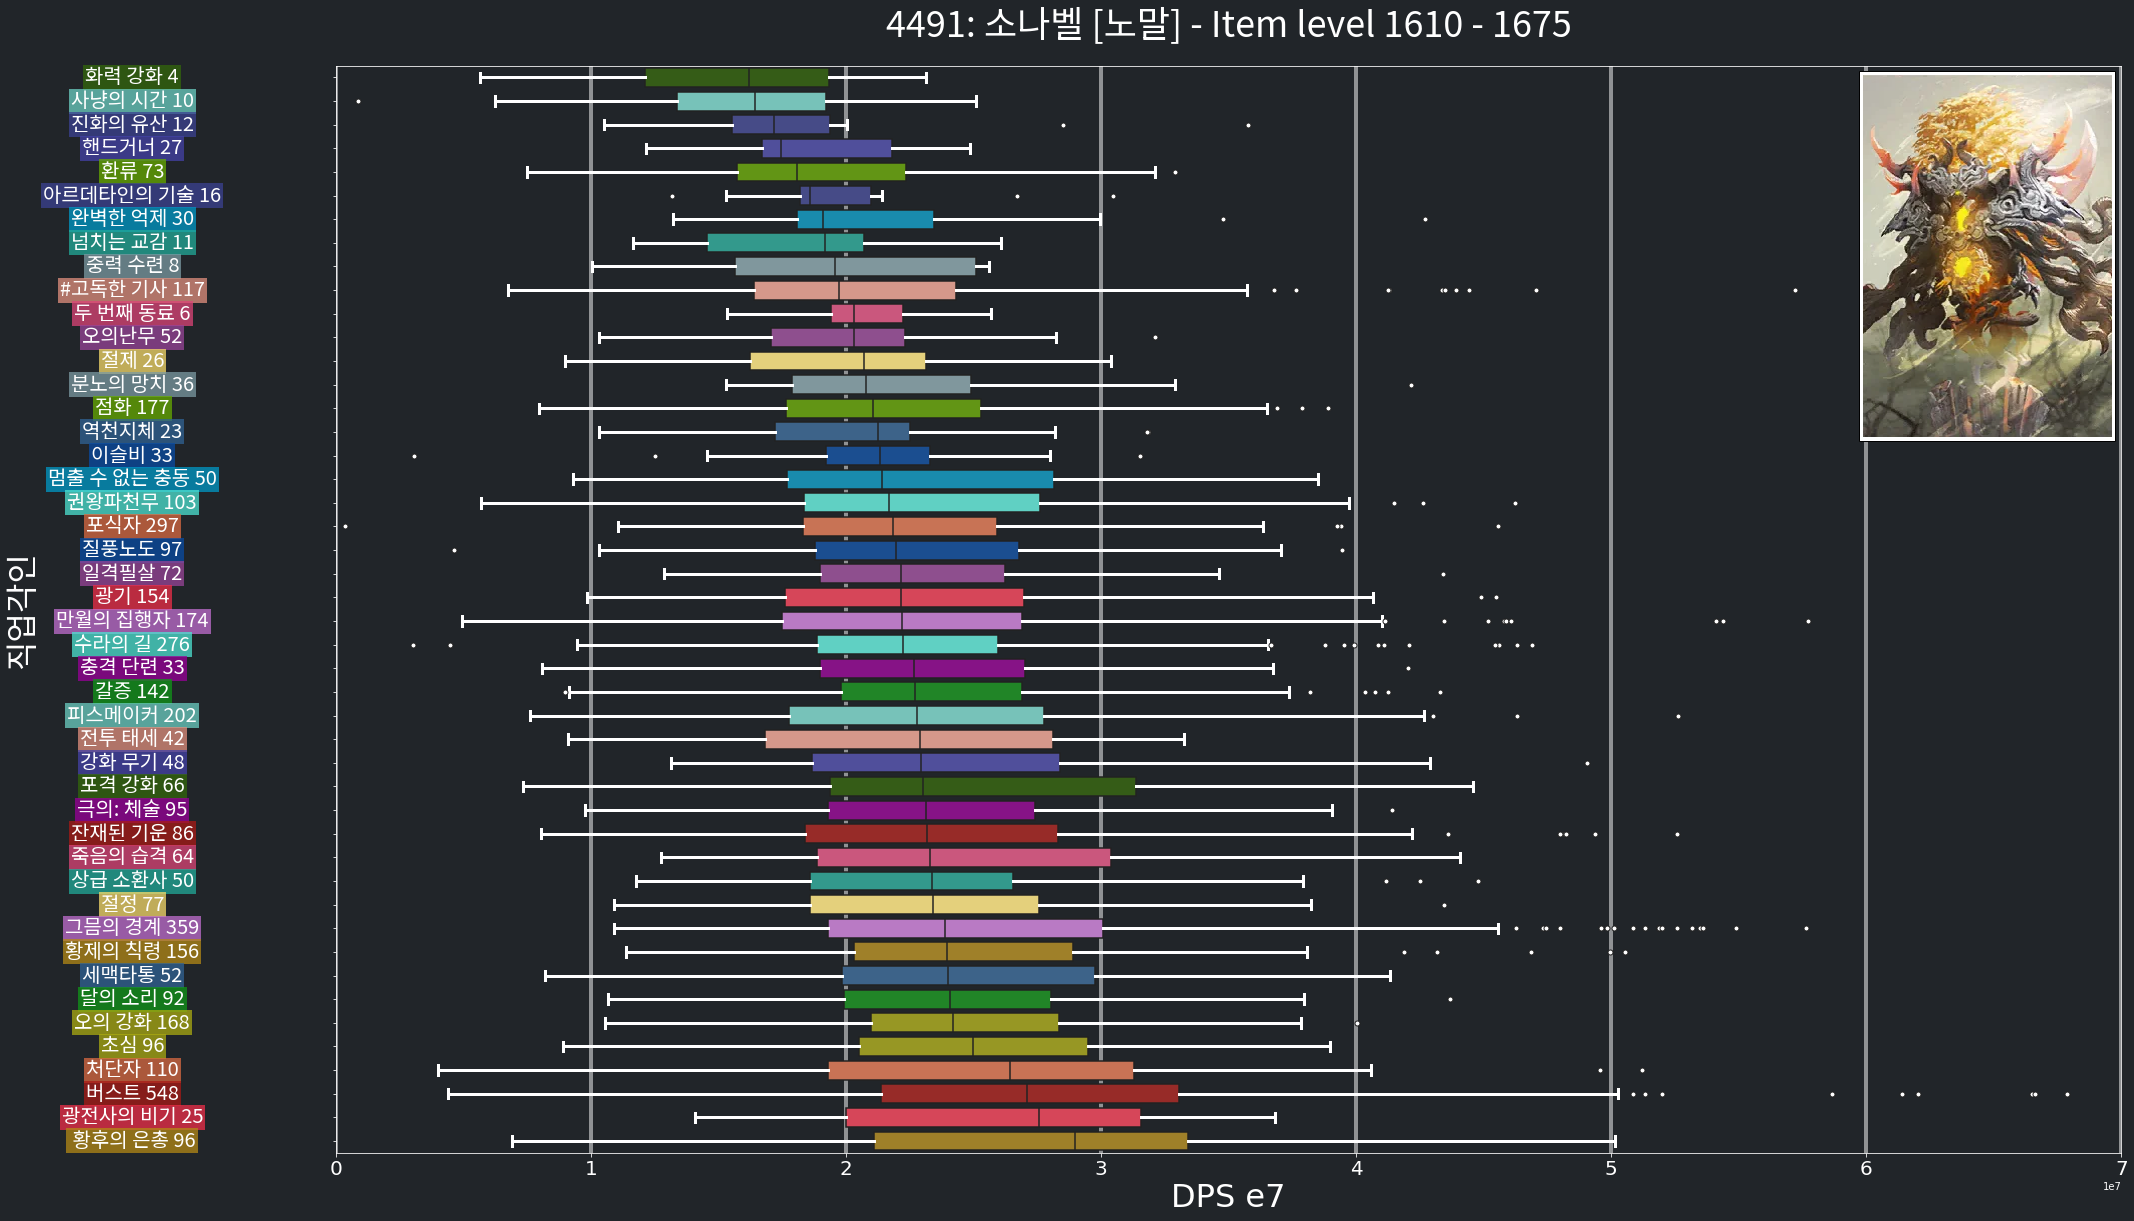 4491: 소나벨 [노말] - Item level 1610 - 1675
직업각인
화력 강화 4
사냥의 시간 10
진화의 유산 12
핸드거너 27
환류 73
아르데타인의 기술 16
완벽한 억제 30
넘치는 교감 11
중력 수련 8
#고독한 기사 117
두 번째 동료 6
오의난무 52
절제 26
분노의 망치 36
점화 177
역천지체 23
이슬비 33
멈출 수 없는 충동 50
권왕파천무 103
포식자 297
질풍노도 97
일격필살 72
광기 154
만월의 집행자 174
수라의 길 276
충격 단련 33
갈증 142
피스메이커 202
전투 태세 42
강화 무기 48
포격 강화 66
극의: 체술 95
잔재된 기운 86
죽음의 습격 64
상급 소환사 50
절정 77
그믐의 경계 359
황제의 칙령 156
세맥타통 52
달의 소리 92
오의 강화 168
초심 96
처단자 110
버스트 548
광전사의 비기 25
황후의 은총 96
0 1 2 3 4 5 6 7
1e7
DPS e7